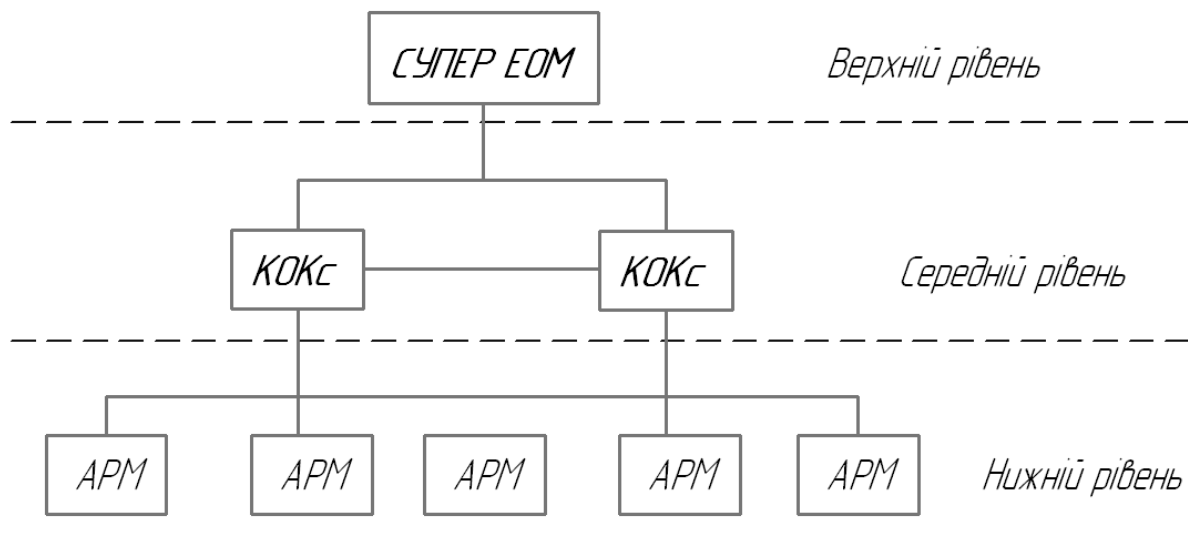 СУПЕР ЕОМ
Верхній рівень
КОКс
КОКс
Середній рівень
АРМ
АРМ
АРМ
АРМ
АРМ
Нижній рівень